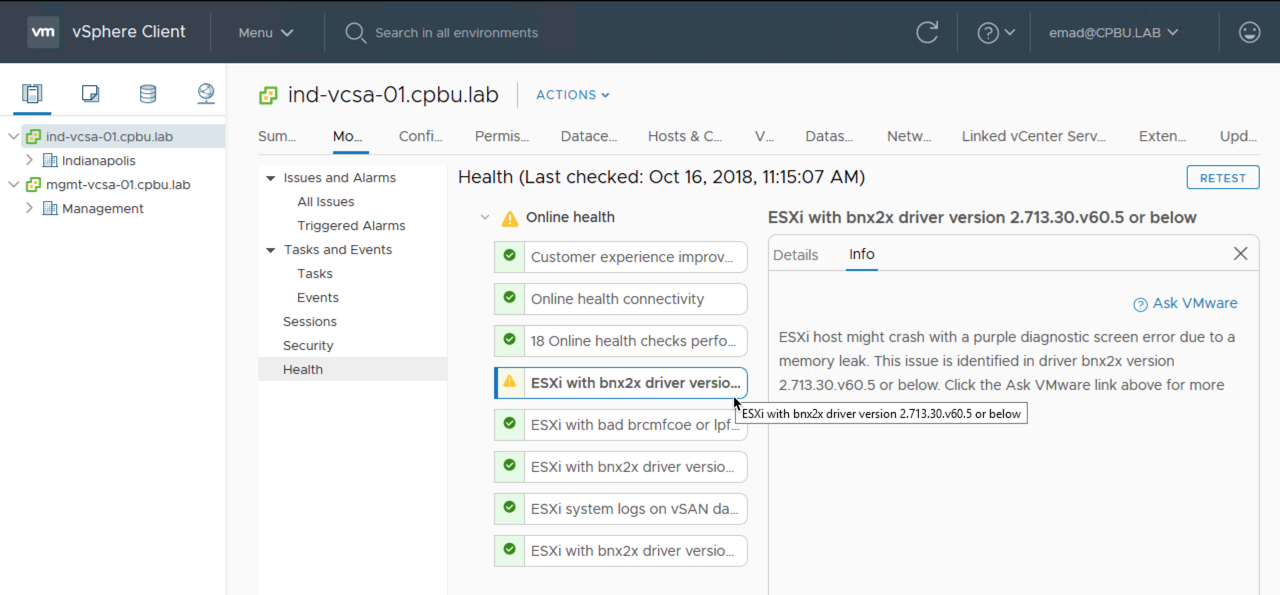 vm vSphere Client Menu Search in all environments emad@CPBU.LAB
ind-vcsa-01.cpbu.lab
Indianapolis
mgmt-vcsa-01.cpbu.lab
Management
ind-vcsa-01.cpbu.lab ACTIONS
Sum... Mo... Confi... Permis... Datace... Hosts & C... V... Datas... Netw... Linked vCenter Serv... Exten... Upd...
Issues and Alarms
All Issues
Triggered Alarms
Tasks and Events
Tasks
Events
Sessions
Security
Health
Health (Last checked: Oct 16, 2018, 11:15:07 AM) RETEST
Online health
Customer experience improv...
Online health connectivity
18 Online health checks perfo...
ESXi with bnx2x driver versio...
ESXi with bad brcmfcoe or lpf...
ESXi with bnx2x driver versio...
ESXi system logs on vSAN da...
ESXi with bnx2x driver versio...
ESXi with bnx2x driver version 2.713.30.v60.5 or below
Details Info
Ask VMware
ESXi host might crash with a purple diagnostic screen error due to a
memory leak. This issue is identified in driver bnx2x version
2.713.30.v60.5 or below. Click the Ask VMware link above for more
ESXi with bnx2x driver version 2.713.30.v60.5 or below